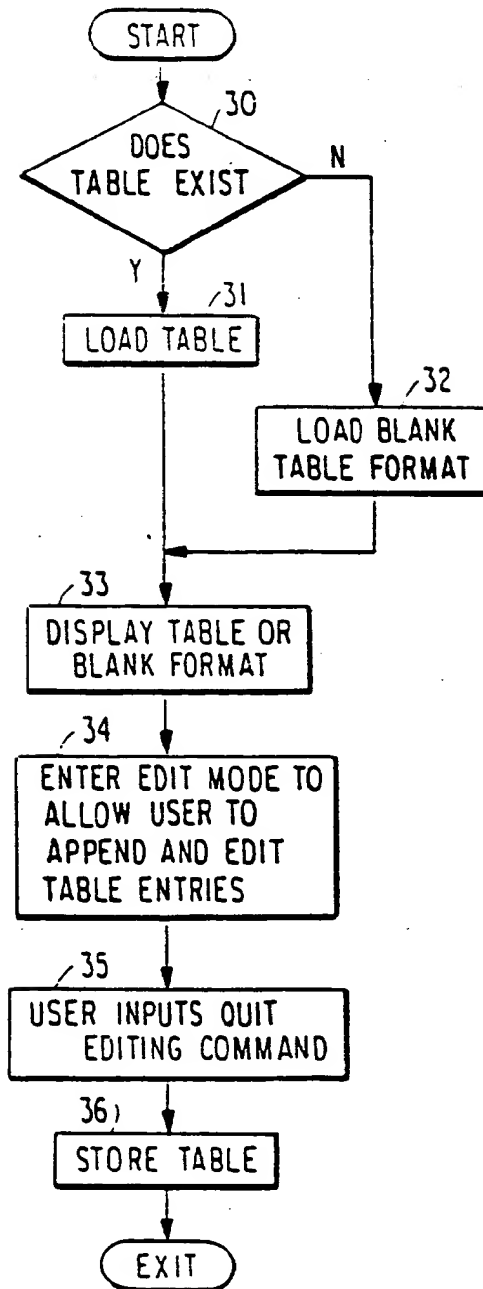 START
30
DOES
TABLE EXIST
N
Y
31
LOAD TABLE
32
LOAD BLANK
TABLE FORMAT
33
DISPLAY TABLE OR
BLANK FORMAT
34
ENTER EDIT MODE TO
ALLOW USER TO
APPEND AND EDIT
TABLE ENTRIES
35
USER INPUTS QUIT
EDITING COMMAND
36
STORE TABLE
EXIT